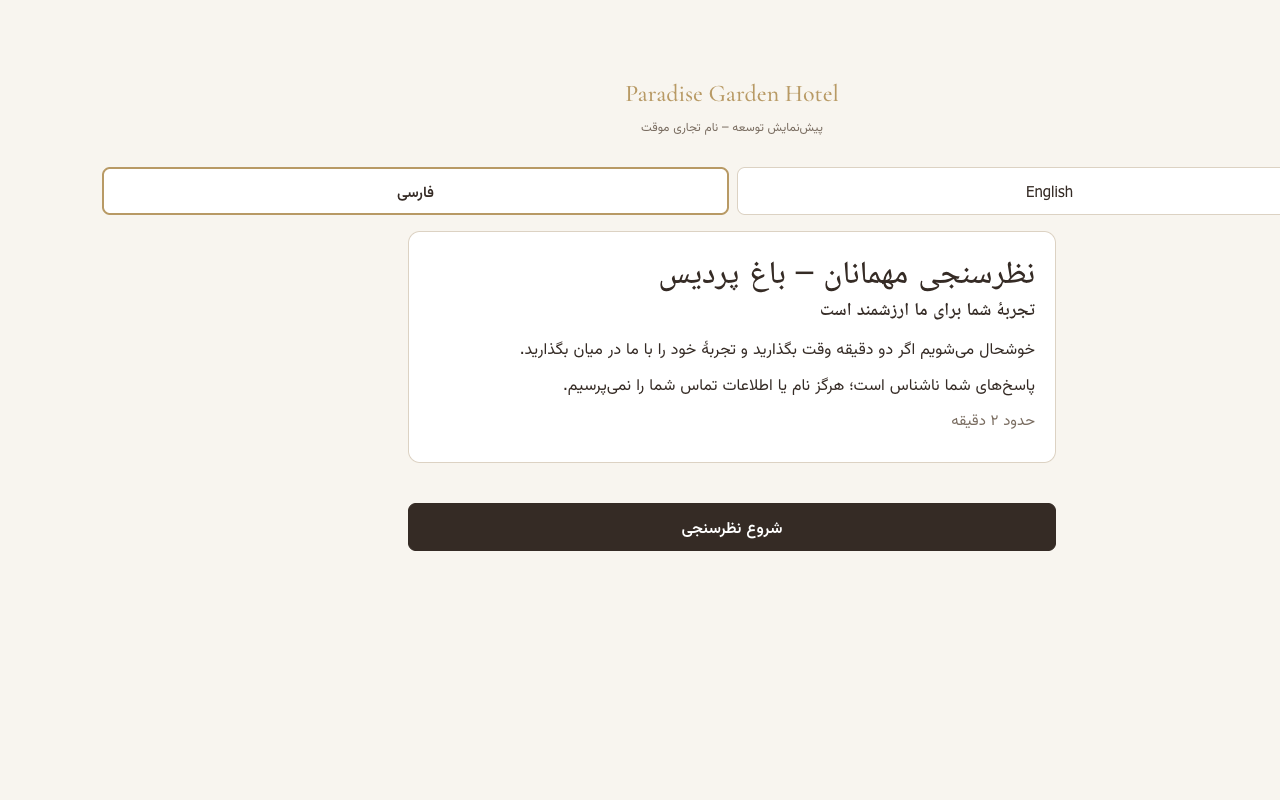 Paradise Garden Hotel
پیش‌نمایش توسعه – نام تجاری موقت
فارسی
English
نظرسنجی مهمانان – باغ پردیس
تجربهٔ شما برای ما ارزشمند است
خوشحال می‌شویم اگر دو دقیقه وقت بگذارید و تجربهٔ خود را با ما در میان بگذارید.
پاسخ‌های شما ناشناس است؛ هرگز نام یا اطلاعات تماس شما را نمی‌پرسیم.
حدود ۲ دقیقه
شروع نظرسنجی